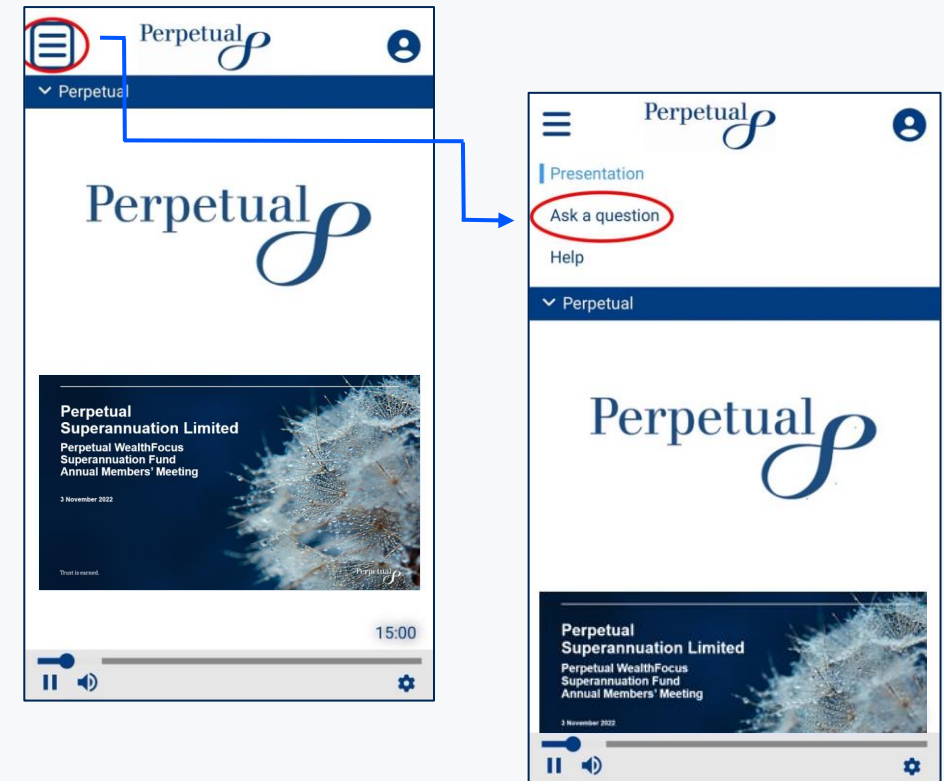 Perpetual
Perpetual
Perpetual
Perpetual
Superannuation Limited
Perpetual WealthFocus
Superannuation Fund
Annual Members' Meeting
3 November 2022
Trust is earned.
Perpetual
15:00
Perpetual
Presentation
Ask a question
Help
Perpetual
Perpetual
Perpetual
Superannuation Limited
Perpetual WealthFocus
Superannuation Fund
Annual Members' Meeting
3 November 2022